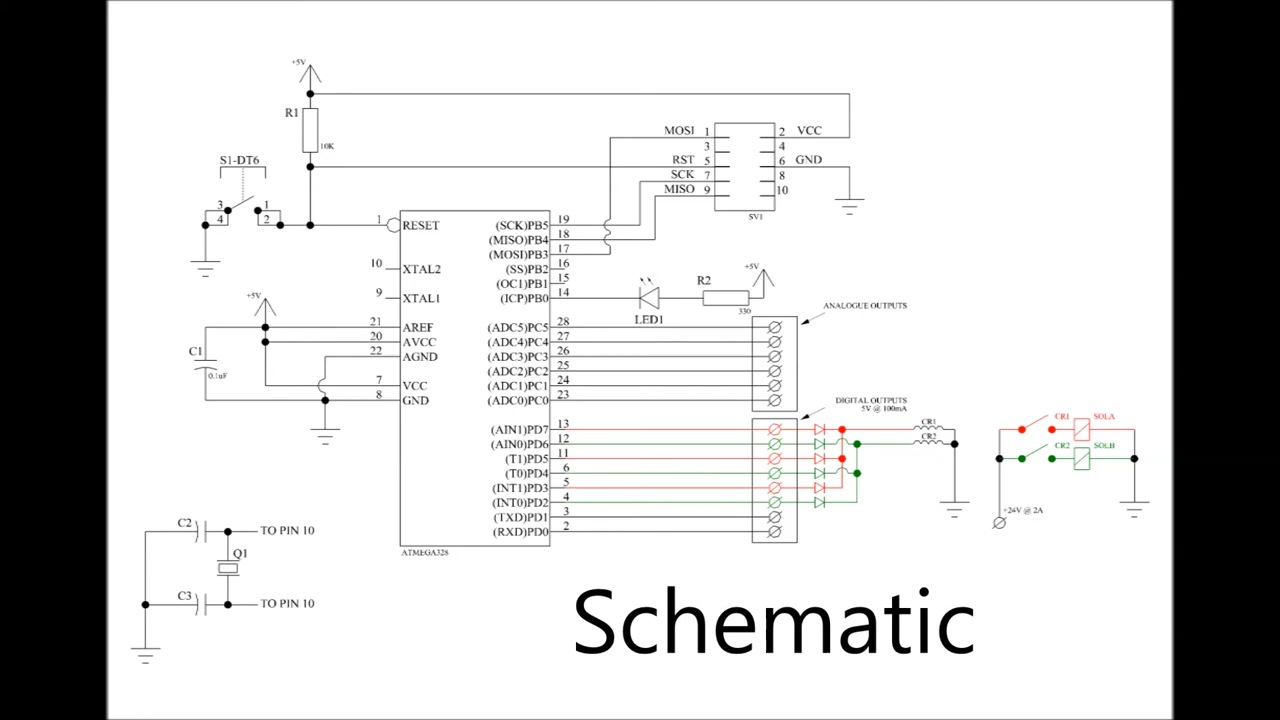 +5V
R1
10K
S1-DT6
3 1
4 2
MOSI 1 2 VCC
3 4
RST 5 6 GND
SCK 7 8
MISO 9 10
SV1
1 RESET
10 XTAL2
9 XTAL1
21 AREF
20 AVCC
22 AGND
7 VCC
8 GND
(SCK)PB5 19
(MISO)PB4 18
(MOSI)PB3 17
(SS)PB2 16
(OC1)PB1 15
(ICP)PB0 14
(ADC5)PC5 28
(ADC4)PC4 27
(ADC3)PC3 26
(ADC2)PC2 25
(ADC1)PC1 24
(ADC0)PC0 23
(AIN1)PD7 13
(AIN0)PD6 12
(T1)PD5 11
(T0)PD4 6
(INT1)PD3 5
(INT0)PD2 4
(TXD)PD1 3
(RXD)PD0 2
ATMEGA328
+5V
C1
0.1uF
LED1
R2
330
+5V
ANALOGUE OUTPUTS
DIGITAL OUTPUTS
5V @ 100mA
CR1
CR2
CR1 SOLA
CR2 SOLB
+24V @ 2A
C2 TO PIN 10
Q1
C3 TO PIN 10
Schematic